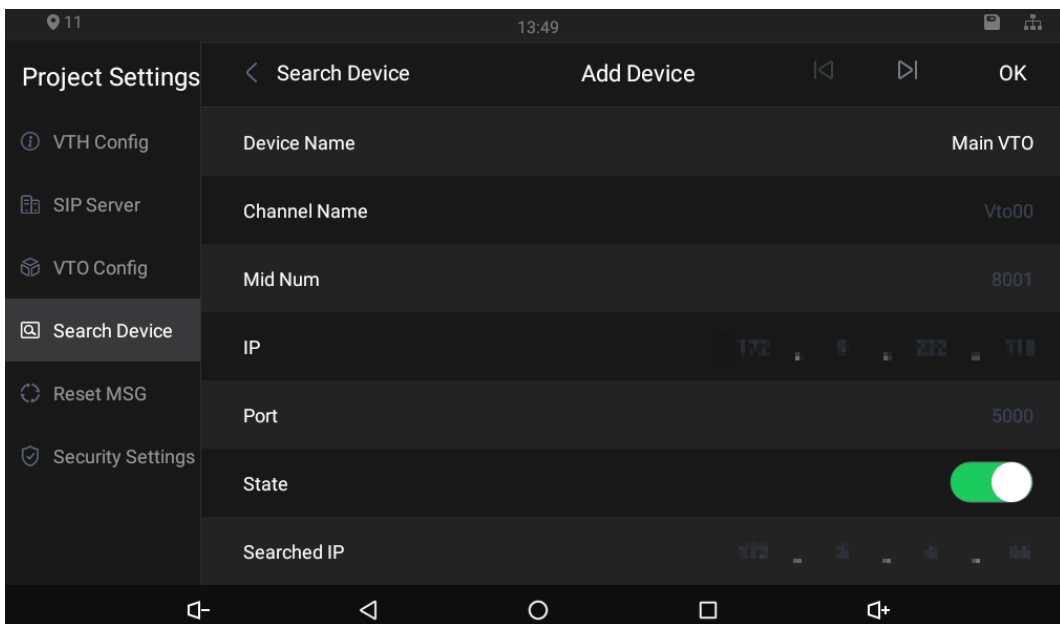 11
13:49
Project Settings
Search Device
Add Device
OK
VTH Config
SIP Server
VTO Config
Search Device
Reset MSG
Security Settings
Device Name
Main VTO
Channel Name
Vto00
Mid Num
8001
IP
Port
5000
State
Searched IP